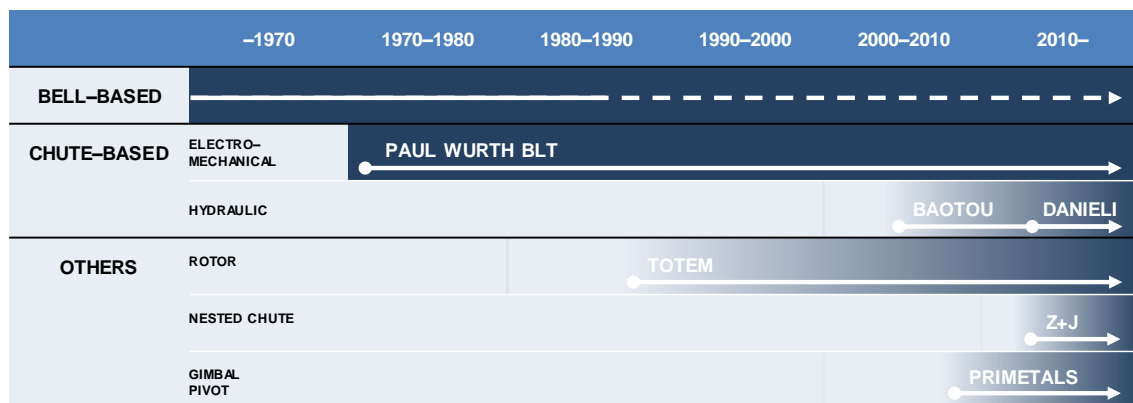 –1970 1970–1980 1980–1990 1990–2000 2000–2010 2010–
BELL–BASED
CHUTE–BASED
ELECTRO–
MECHANICAL
PAUL WURTH BLT
HYDRAULIC
BAOTOU
DANIELI
OTHERS
ROTOR
TOTEM
NESTED CHUTE
Z+J
GIMBAL
PIVOT
PRIMETALS